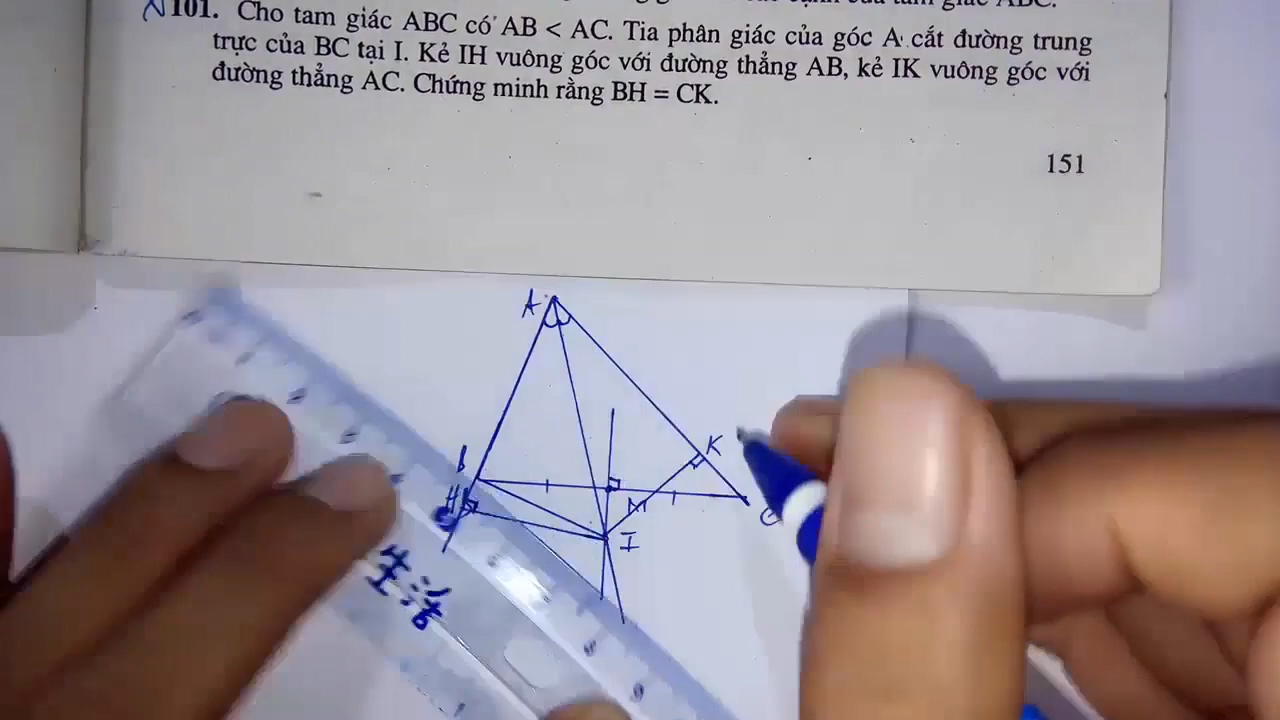 101. Cho tam giác ABC có AB < AC. Tia phân giác của góc A cắt đường trung
trực của BC tại I. Kẻ IH vuông góc với đường thẳng AB, kẻ IK vuông góc với
đường thẳng AC. Chứng minh rằng BH = CK.
151
A
K
B
H
M
C
I
生活